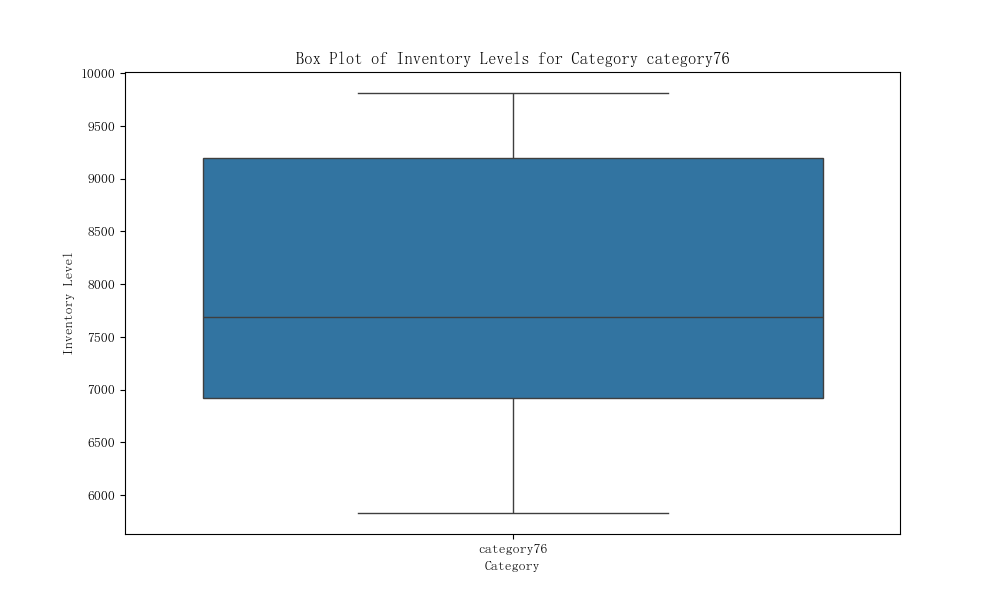 Box Plot of Inventory Levels for Category category76
10000
9500
9000
8500
8000
7500
7000
6500
6000
Inventory Level
category76
Category